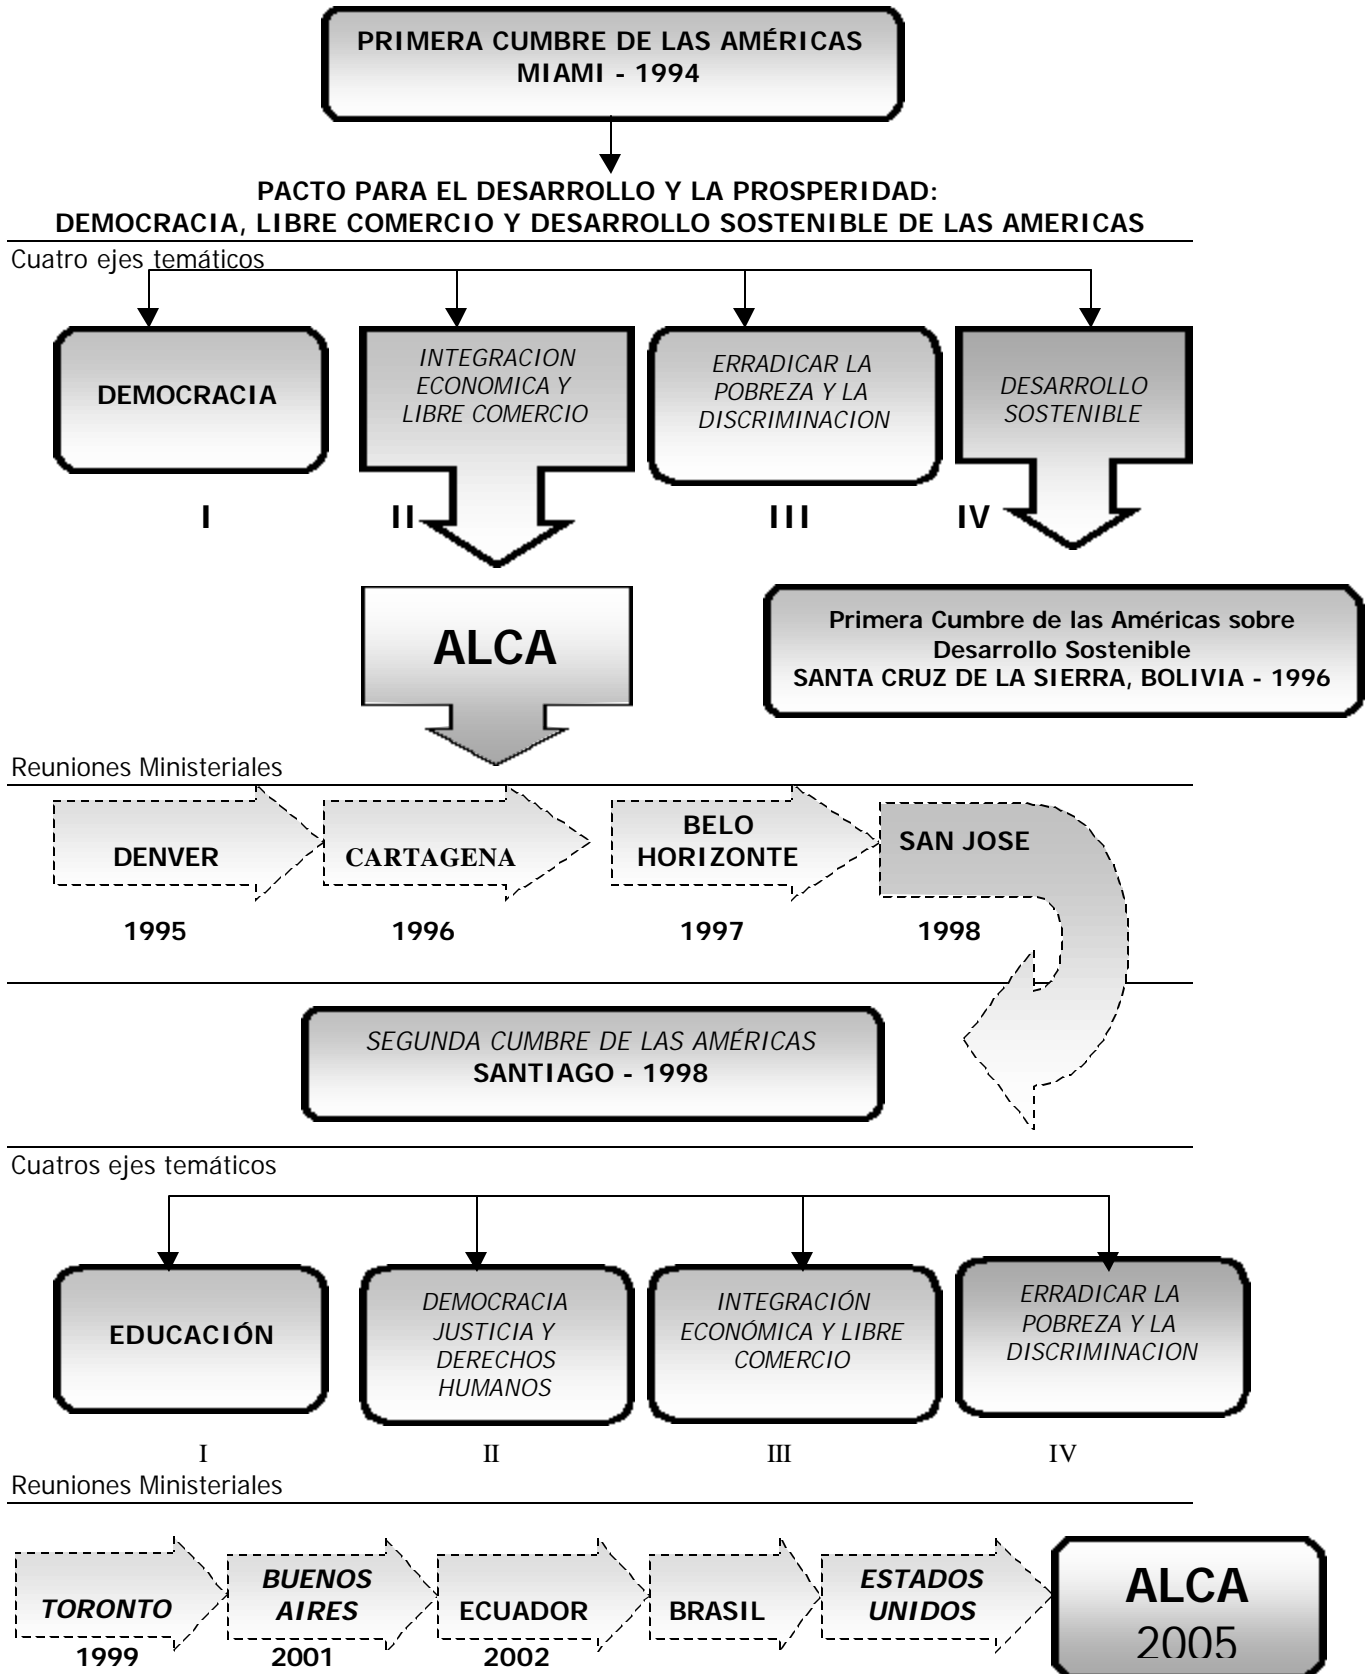 PRIMERA CUMBRE DE LAS AMÉRICAS
MIAMI - 1994
PACTO PARA EL DESARROLLO Y LA PROSPERIDAD:
DEMOCRACIA, LIBRE COMERCIO Y DESARROLLO SOSTENIBLE DE LAS AMERICAS
Cuatro ejes temáticos
DEMOCRACIA
INTEGRACION
ECONOMICA Y
LIBRE COMERCIO
ERRADICAR LA
POBREZA Y LA
DISCRIMINACION
DESARROLLO
SOSTENIBLE
I
II
III
IV
ALCA
Primera Cumbre de las Américas sobre
Desarrollo Sostenible
SANTA CRUZ DE LA SIERRA, BOLIVIA - 1996
Reuniones Ministeriales
DENVER
CARTAGENA
BELO
HORIZONTE
SAN JOSE
1995
1996
1997
1998
SEGUNDA CUMBRE DE LAS AMÉRICAS
SANTIAGO - 1998
Cuatros ejes temáticos
EDUCACIÓN
DEMOCRACIA
JUSTICIA Y
DERECHOS
HUMANOS
INTEGRACIÓN
ECONÓMICA Y LIBRE
COMERCIO
ERRADICAR LA
POBREZA Y LA
DISCRIMINACION
I
II
III
IV
Reuniones Ministeriales
TORONTO
BUENOS
AIRES
ECUADOR
BRASIL
ESTADOS
UNIDOS
ALCA
2005
1999
2001
2002